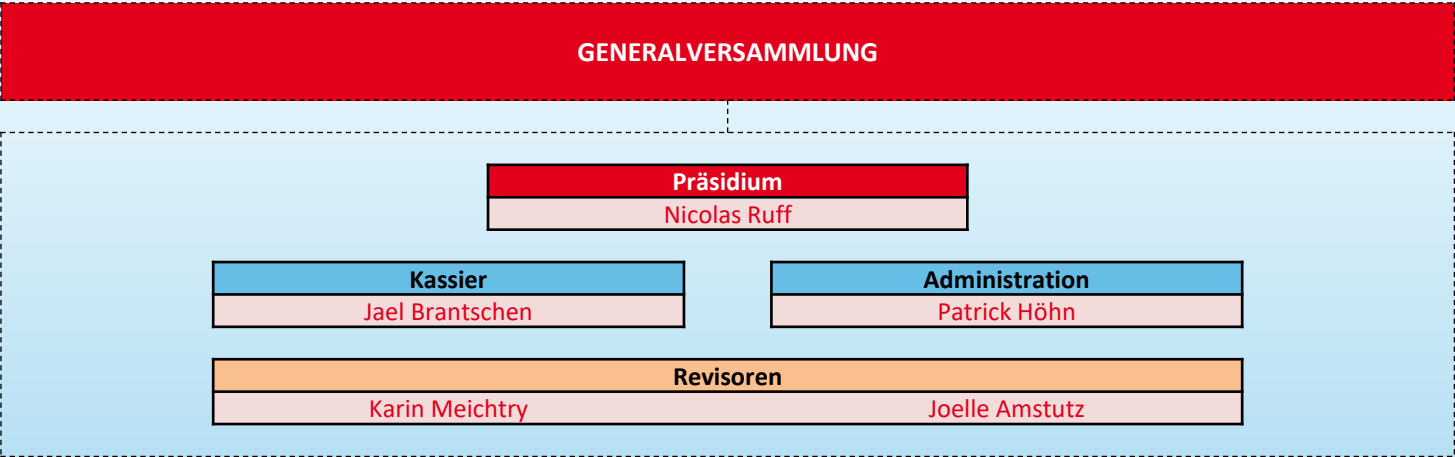 GENERALVERSAMMLUNG
Präsidium
Nicolas Ruff
Kassier
Jael Brantschen
Administration
Patrick Höhn
Revisoren
Karin Meichtry
Joelle Amstutz